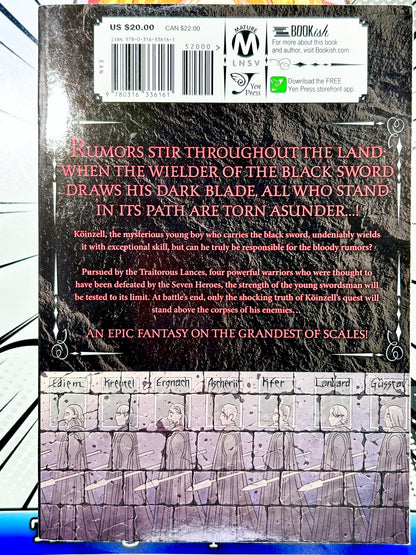 US $20.00 CAN $22.00
ISBN 978-0-316-33616-1
52000
EAN
9 780316 336161
MATURE
M
LNSV
Yen
Press
BOOKish
For more about this book
and author, visit Bookish.com.
Download the FREE
Yen Press storefront app.
RUMORS STIR THROUGHOUT THE LAND
WHEN THE WIELDER OF THE BLACK SWORD
DRAWS HIS DARK BLADE, ALL WHO STAND
IN ITS PATH ARE TORN ASUNDER...!
Köinzell, the mysterious young boy who carries the black sword, undeniably wields
it with exceptional skill, but can he truly be responsible for the bloody rumors?
Pursued by the Traitorous Lances, four powerful warriors who were thought to
have been defeated by the Seven Heroes, the strength of the young swordsman will
be tested to its limit. At battle's end, only the shocking truth of Köinzell's quest will
stand above the corpses of his enemies...
AN EPIC FANTASY ON THE GRANDEST OF SCALES!
Ediem Kreutel Ergnach Ascheriit Kfer Lonbard Güsstav